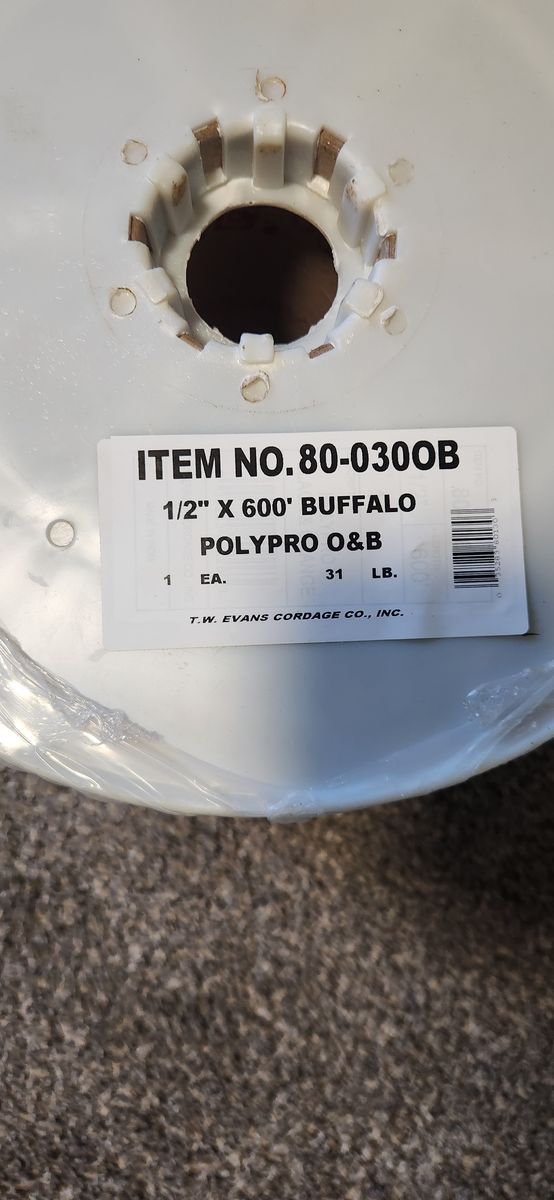 ITEM NO. 80-030OB
1/2" X 600' BUFFALO
POLYPRO O&B
1 EA. 31 LB.
T.W. EVANS CORDAGE CO., INC.